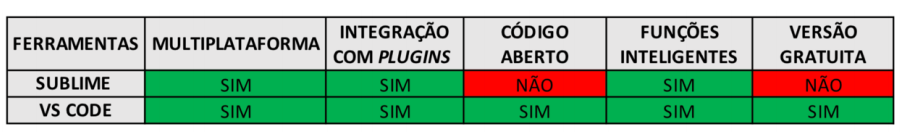 FERRAMENTAS MULTIPLATAFORMA INTEGRAÇÃO COM PLUGINS CÓDIGO ABERTO FUNÇÕES INTELIGENTES VERSÃO GRATUITA
SUBLIME SIM SIM NÃO SIM NÃO
VS CODE SIM SIM SIM SIM SIM